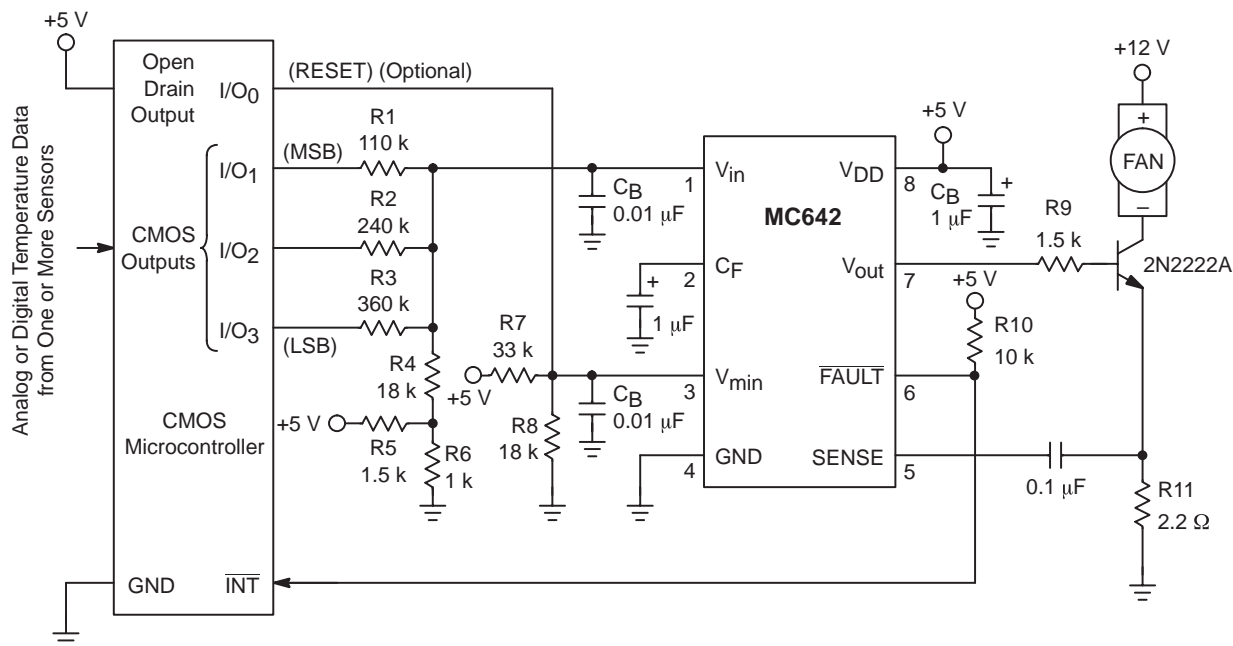 +5 V
Open
Drain
Output
I/O0
(RESET) (Optional)
Analog or Digital Temperature Data
from One or More Sensors
CMOS
Outputs
I/O1
(MSB)
I/O2
I/O3
(LSB)
R1
110 k
R2
240 k
R3
360 k
R4
18 k
+5 V
R5
1.5 k
R6
1 k
CMOS
Microcontroller
GND
INT
R7
33 k
+5 V
R8
18 k
CB
0.01 μF
1 μF
CB
0.01 μF
MC642
1
Vin
2
CF
3
Vmin
4
GND
VDD
8
Vout
7
FAULT
6
SENSE
5
+5 V
CB
1 μF
+
+
R9
1.5 k
+5 V
R10
10 k
0.1 μF
+12 V
+
FAN
–
2N2222A
R11
2.2 Ω